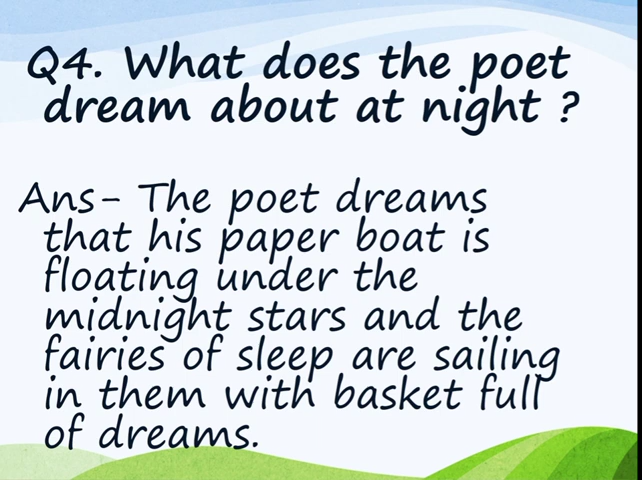 Q4. What does the poet
dream about at night ?
Ans- The poet dreams
that his paper boat is
floating under the
midnight stars and the
fairies of sleep are sailing
in them with basket full
of dreams.